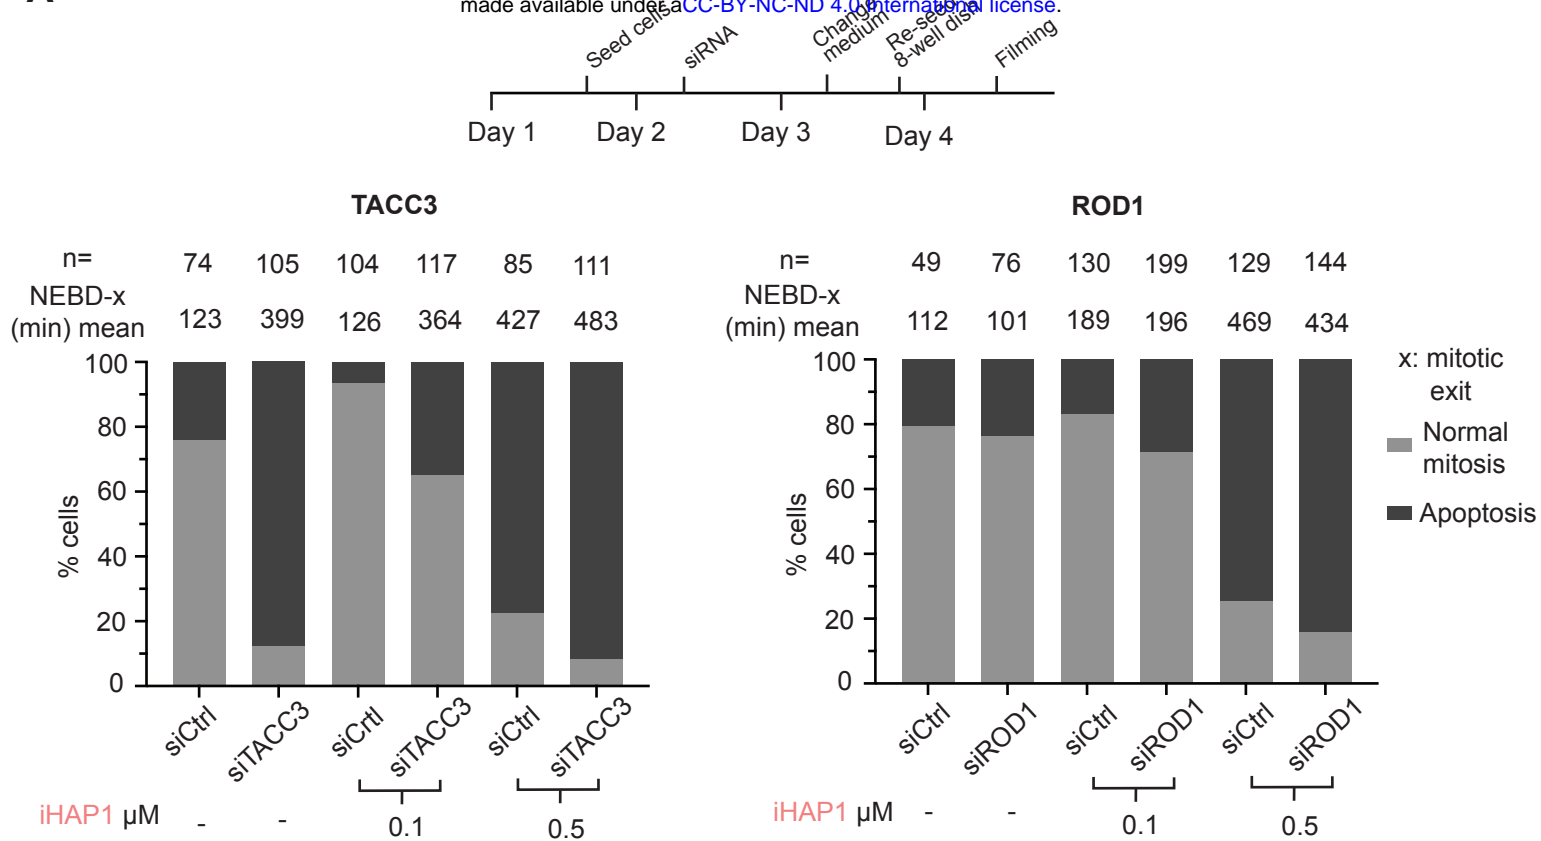 made available under aCC-BY-NC-ND 4.0 International license.
Seed cells
siRNA
Change
medium
Re-seed
8-well dish
Filming
Day 1
Day 2
Day 3
Day 4
TACC3
n=
74 105 104 117 85 111
NEBD-x
(min) mean
123 399 126 364 427 483
100
80
60
40
20
0
% cells
siCtrl
siTACC3
siCrtl
siTACC3
siCtrl
siTACC3
iHAP1 µM
- - 0.1 0.5
ROD1
n=
49 76 130 199 129 144
NEBD-x
(min) mean
112 101 189 196 469 434
100
80
60
40
20
0
% cells
siCtrl
siROD1
siCtrl
siROD1
siCtrl
siROD1
iHAP1 µM
- - 0.1 0.5
x: mitotic
exit
Normal
mitosis
Apoptosis